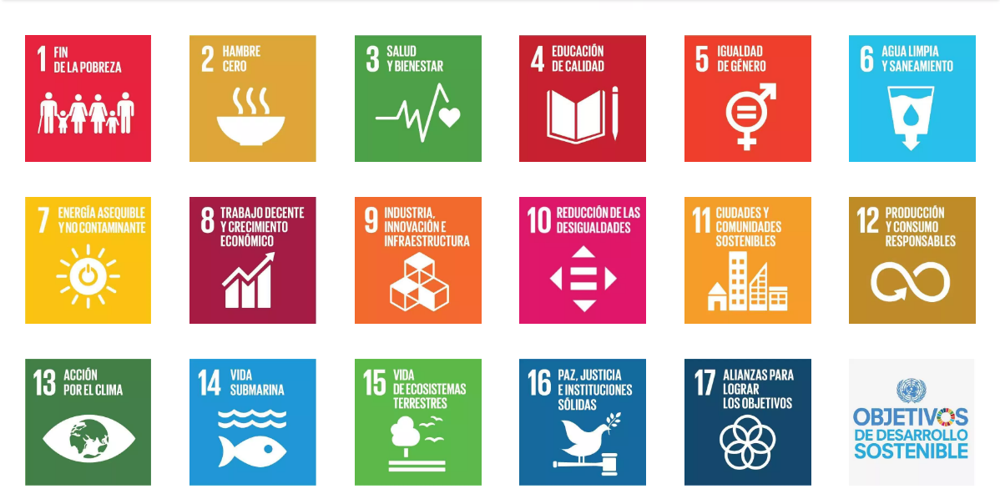 1 FIN
DE LA POBREZA
2 HAMBRE
CERO
3 SALUD
Y BIENESTAR
4 EDUCACIÓN
DE CALIDAD
5 IGUALDAD
DE GÉNERO
6 AGUA LIMPIA
Y SANEAMIENTO
7 ENERGÍA ASEQUIBLE
Y NO CONTAMINANTE
8 TRABAJO DECENTE
Y CRECIMIENTO
ECONÓMICO
9 INDUSTRIA,
INNOVACIÓN E
INFRAESTRUCTURA
10 REDUCCIÓN DE LAS
DESIGUALDADES
11 CIUDADES Y
COMUNIDADES
SOSTENIBLES
12 PRODUCCIÓN
Y CONSUMO
RESPONSABLES
13 ACCIÓN
POR EL CLIMA
14 VIDA
SUBMARINA
15 VIDA
DE ECOSISTEMAS
TERRESTRES
16 PAZ, JUSTICIA
E INSTITUCIONES
SÓLIDAS
17 ALIANZAS PARA
LOGRAR
LOS OBJETIVOS
OBJETIVOS
DE DESARROLLO
SOSTENIBLE